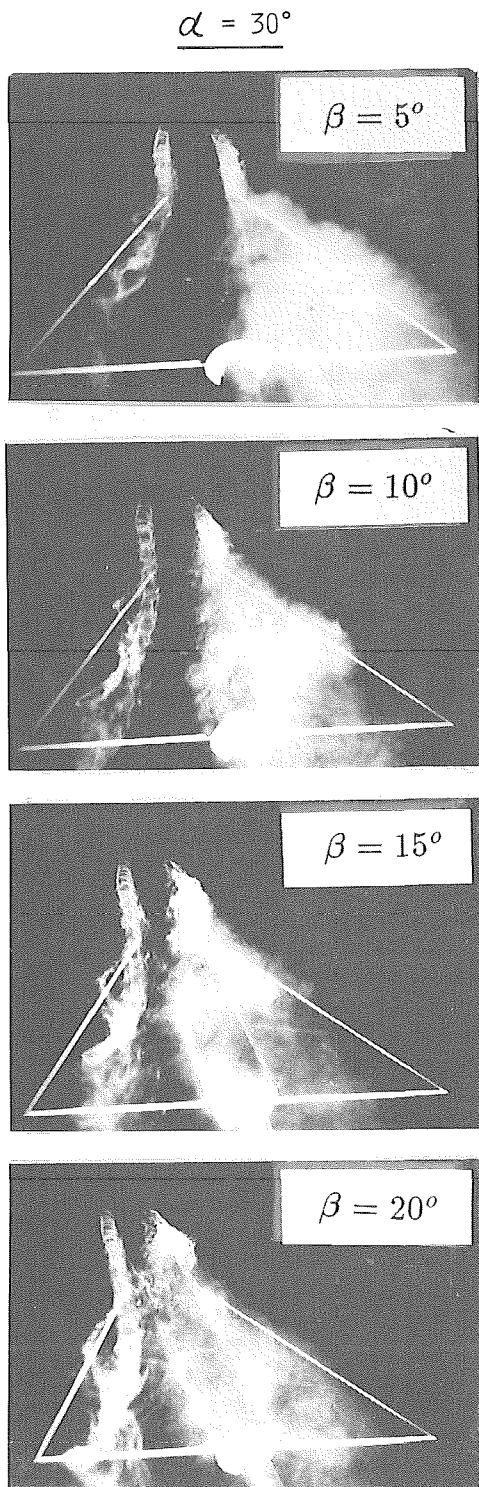 α = 30°
β = 5°
β = 10°
β = 15°
β = 20°